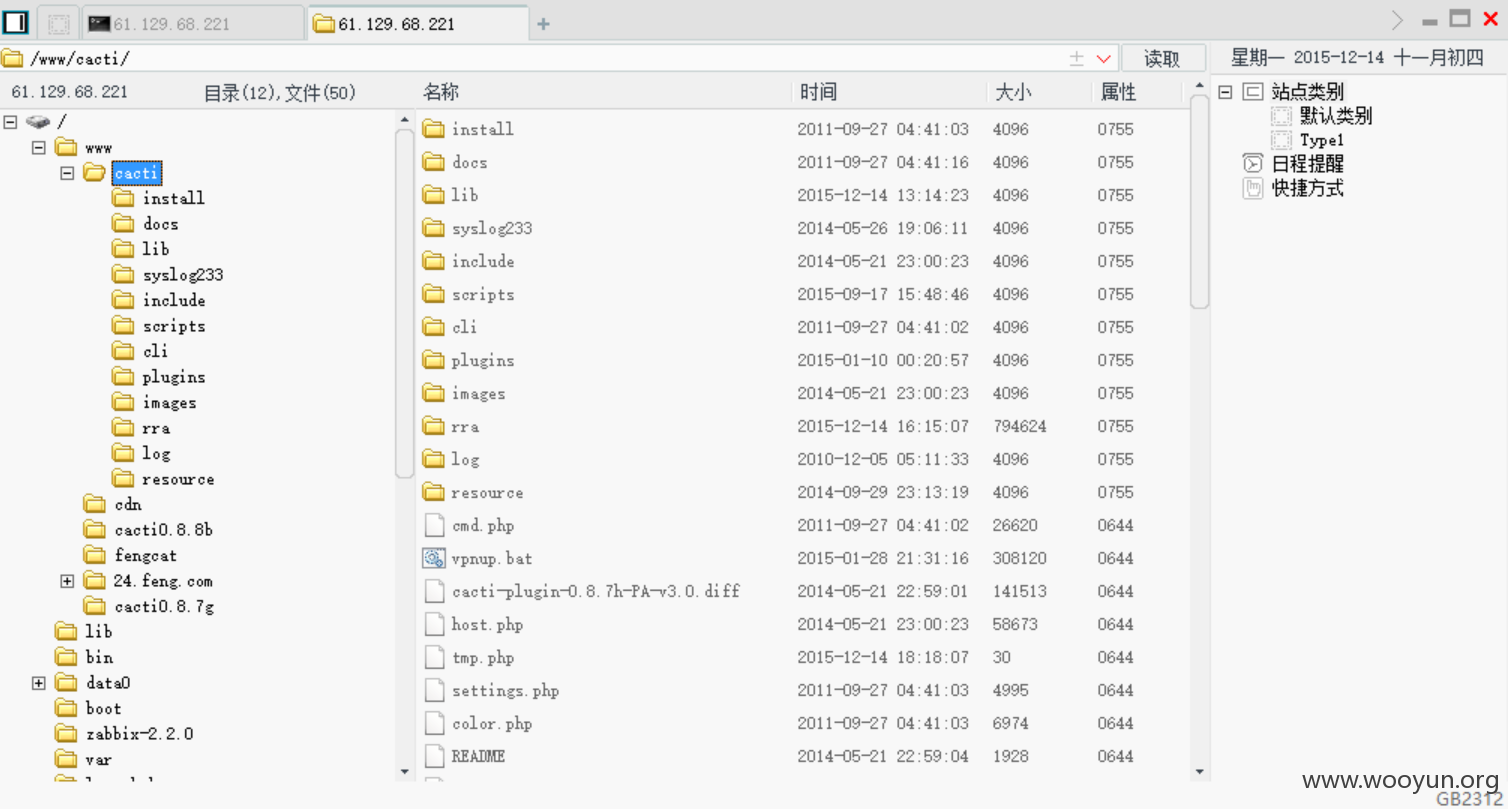 61.129.68.221 61.129.68.221
/www/cacti/ 读取 星期一 2015-12-14 十一月初四
61.129.68.221 目录(12),文件(50) 名称 时间 大小 属性
/
www
cacti
install
docs
lib
syslog233
include
scripts
cli
plugins
images
rra
log
resource
cdn
cacti0.8.8b
fengcat
24.feng.com
cacti0.8.7g
lib
bin
data0
boot
zabbix-2.2.0
var
install 2011-09-27 04:41:03 4096 0755
docs 2011-09-27 04:41:16 4096 0755
lib 2015-12-14 13:14:23 4096 0755
syslog233 2014-05-26 19:06:11 4096 0755
include 2014-05-21 23:00:23 4096 0755
scripts 2015-09-17 15:48:46 4096 0755
cli 2011-09-27 04:41:02 4096 0755
plugins 2015-01-10 00:20:57 4096 0755
images 2014-05-21 23:00:23 4096 0755
rra 2015-12-14 16:15:07 794624 0755
log 2010-12-05 05:11:33 4096 0755
resource 2014-09-29 23:13:19 4096 0755
cmd.php 2011-09-27 04:41:02 26620 0644
vpnup.bat 2015-01-28 21:31:16 308120 0644
cacti-plugin-0.8.7h-PA-v3.0.diff 2014-05-21 22:59:01 141513 0644
host.php 2014-05-21 23:00:23 58673 0644
tmp.php 2015-12-14 18:18:07 30 0644
settings.php 2011-09-27 04:41:03 4995 0644
color.php 2011-09-27 04:41:03 6974 0644
README 2014-05-21 22:59:04 1928 0644
站点类别
默认类别
Type1
日程提醒
快捷方式
www.wooyun.org
GB2312